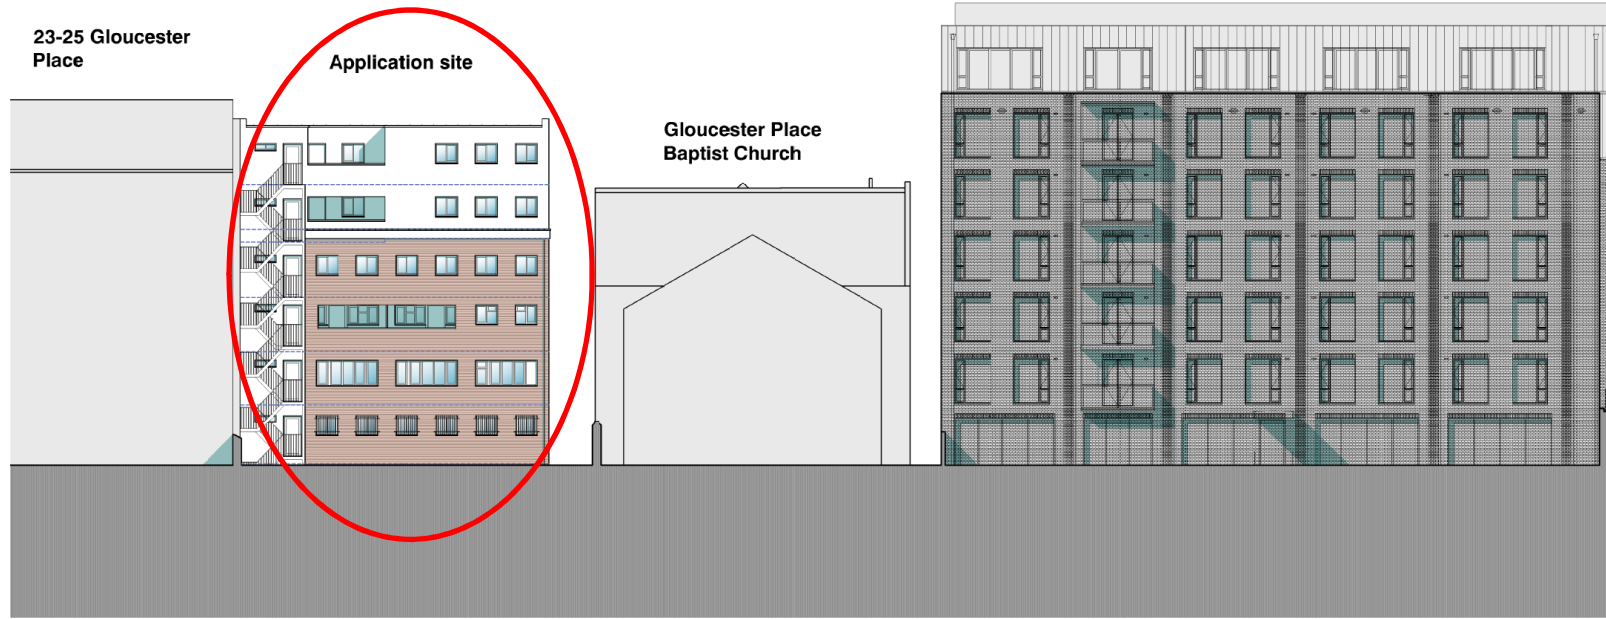 23-25 Gloucester
Place
Application site
Gloucester Place
Baptist Church